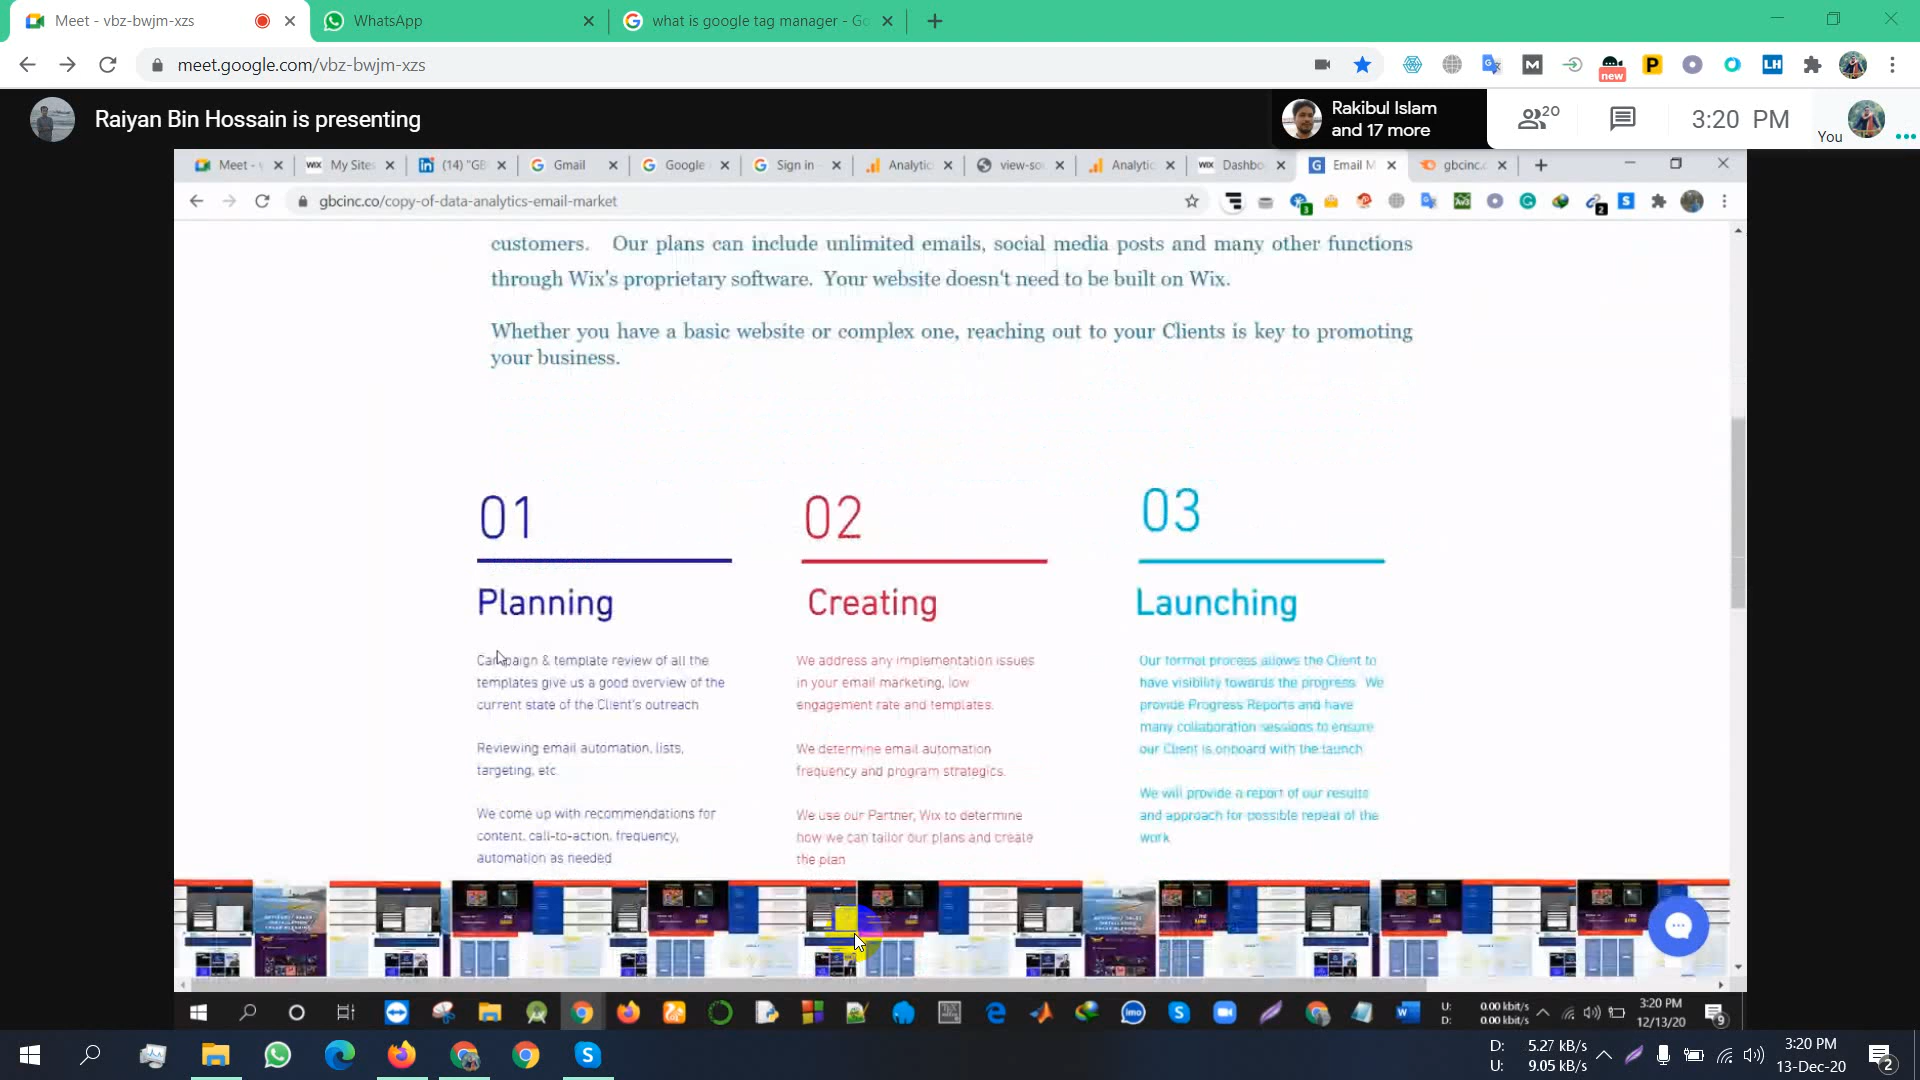 Meet - vbz-bwjm-xzs
WhatsApp
what is google tag manager - Go
meet.google.com/vbz-bwjm-xzs
new
Raiyan Bin Hossain is presenting
Rakibul Islam
and 17 more
20
3:20 PM
You
Meet -
My Sites
(14) "GB
Gmail
Google
Sign in
Analytic
view-so
Analytic
Dashbo
Email M
gbcinc.c
gbcinc.co/copy-of-data-analytics-email-market
customers. Our plans can include unlimited emails, social media posts and many other functions
through Wix's proprietary software. Your website doesn't need to be built on Wix.
Whether you have a basic website or complex one, reaching out to your Clients is key to promoting
your business.
01
Planning
Campaign & template review of all the
templates give us a good overview of the
current state of the Client's outreach
Reviewing email automation, lists,
targeting, etc
We come up with recommendations for
content, call-to-action, frequency,
automation as needed
02
Creating
We address any implementation issues
in your email marketing, low
engagement rate and templates.
We determine email automation
frequency and program strategies.
We use our Partner, Wix to determine
how we can tailor our plans and create
the plan
03
Launching
Our formal process allows the Client to
have visibility towards the progress. We
provide Progress Reports and have
many collaboration sessions to ensure
our Client is onboard with the launch
We will provide a report of our results
and approach for possible repeat of the
work
U: 0.00 kbit/s
D: 0.00 kbit/s
3:20 PM
12/13/20
9
D: 5.27 kB/s
U: 9.05 kB/s
3:20 PM
13-Dec-20
2